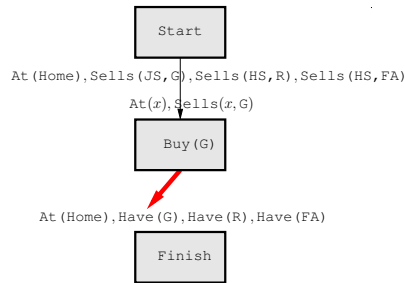 Start
At(Home),Sells(JS,G),Sells(HS,R),Sells(HS,FA)
At(x),Sells(x,G)
Buy(G)
At(Home),Have(G),Have(R),Have(FA)
Finish